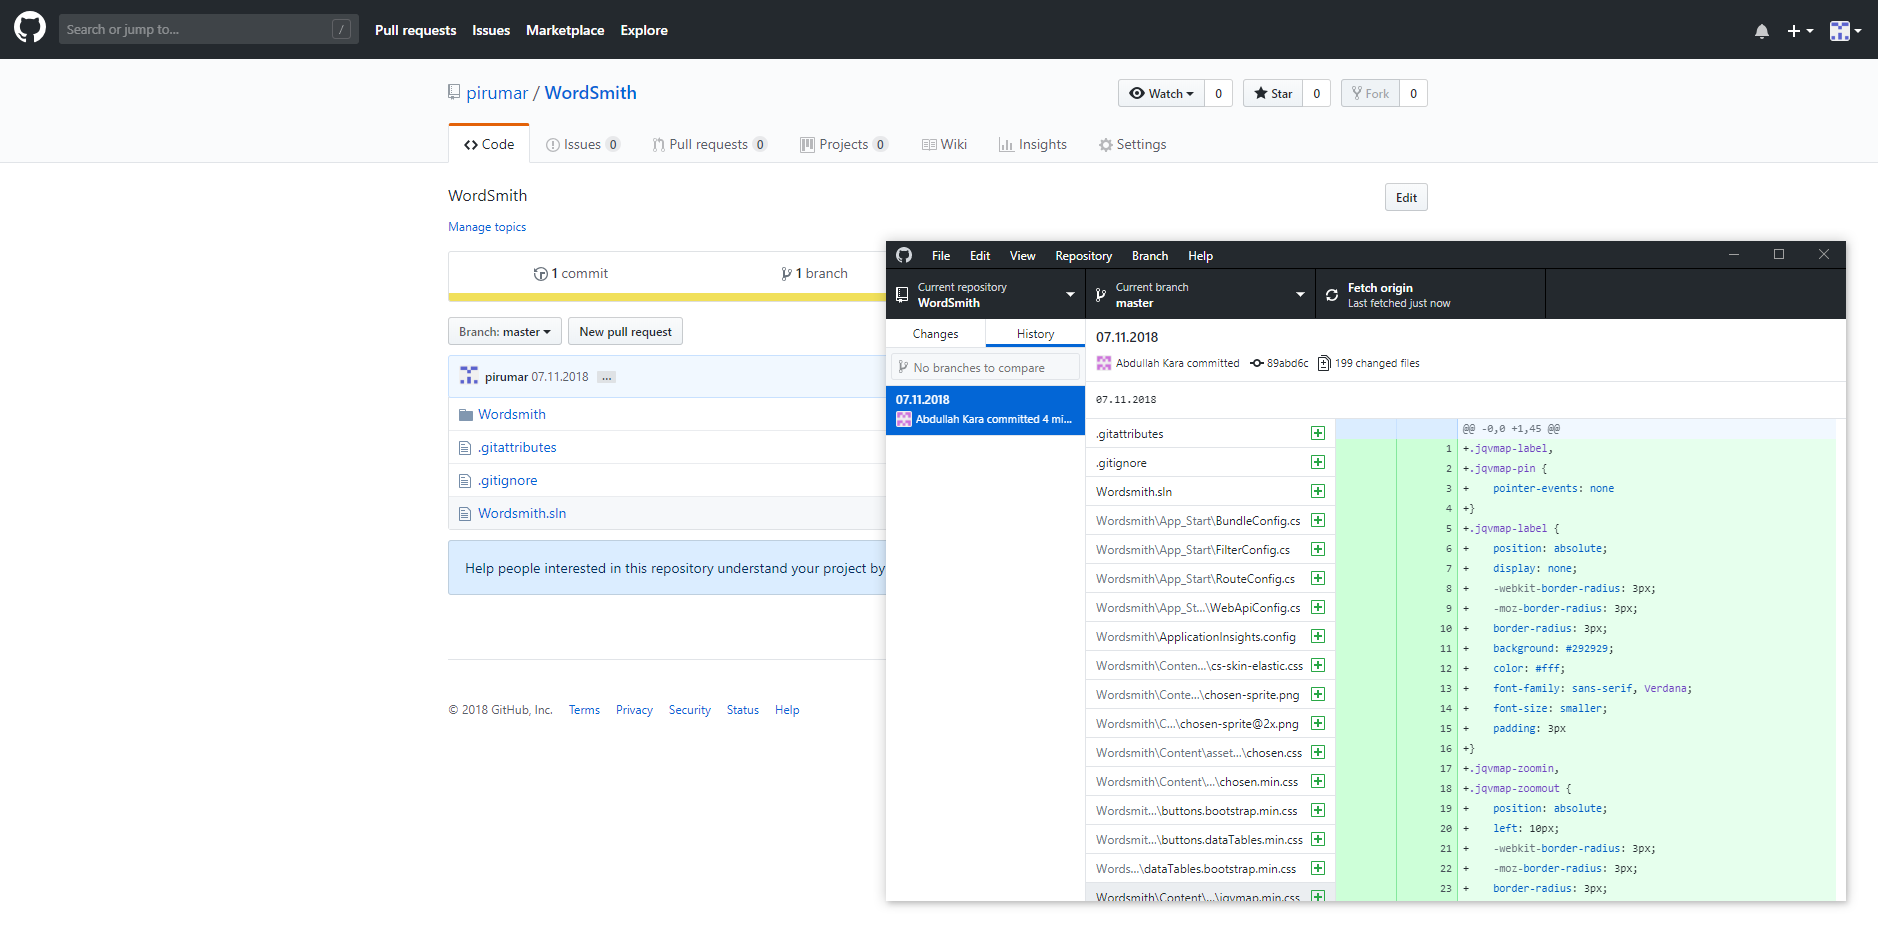 Search or jump to... /
Pull requests Issues Marketplace Explore
pirumar / WordSmith
Watch 0 Star 0 Fork 0
Code Issues 0 Pull requests 0 Projects 0 Wiki Insights Settings
WordSmith
Edit
Manage topics
1 commit 1 branch
Branch: master New pull request
pirumar 07.11.2018 ...
Wordsmith
.gitattributes
.gitignore
Wordsmith.sln
Help people interested in this repository understand your project by
© 2018 GitHub, Inc. Terms Privacy Security Status Help
File Edit View Repository Branch Help
Current repository
WordSmith
Current branch
master
Fetch origin
Last fetched just now
Changes History
No branches to compare
07.11.2018
Abdullah Kara committed 4 mi...
07.11.2018
Abdullah Kara committed 89abd6c 199 changed files
07.11.2018
.gitattributes
.gitignore
Wordsmith.sln
Wordsmith\App_Start\BundleConfig.cs
Wordsmith\App_Start\FilterConfig.cs
Wordsmith\App_Start\RouteConfig.cs
Wordsmith\App_St...\WebApiConfig.cs
Wordsmith\ApplicationInsights.config
Wordsmith\Conten...\cs-skin-elastic.css
Wordsmith\Conte...\chosen-sprite.png
Wordsmith\C...\chosen-sprite@2x.png
Wordsmith\Content\asset...\chosen.css
Wordsmith\Content\...\chosen.min.css
Wordsmit...\buttons.bootstrap.min.css
Wordsmit...\buttons.dataTables.min.css
Words...\dataTables.bootstrap.min.css
Wordsmith\Content\...\jqvmap.min.css
@@ -0,0 +1,45 @@
1 +.jqvmap-label,
2 +.jqvmap-pin {
3 + pointer-events: none
4 +}
5 +.jqvmap-label {
6 + position: absolute;
7 + display: none;
8 + -webkit-border-radius: 3px;
9 + -moz-border-radius: 3px;
10 + border-radius: 3px;
11 + background: #292929;
12 + color: #fff;
13 + font-family: sans-serif, Verdana;
14 + font-size: smaller;
15 + padding: 3px
16 +}
17 +.jqvmap-zoomin,
18 +.jqvmap-zoomout {
19 + position: absolute;
20 + left: 10px;
21 + -webkit-border-radius: 3px;
22 + -moz-border-radius: 3px;
23 + border-radius: 3px;